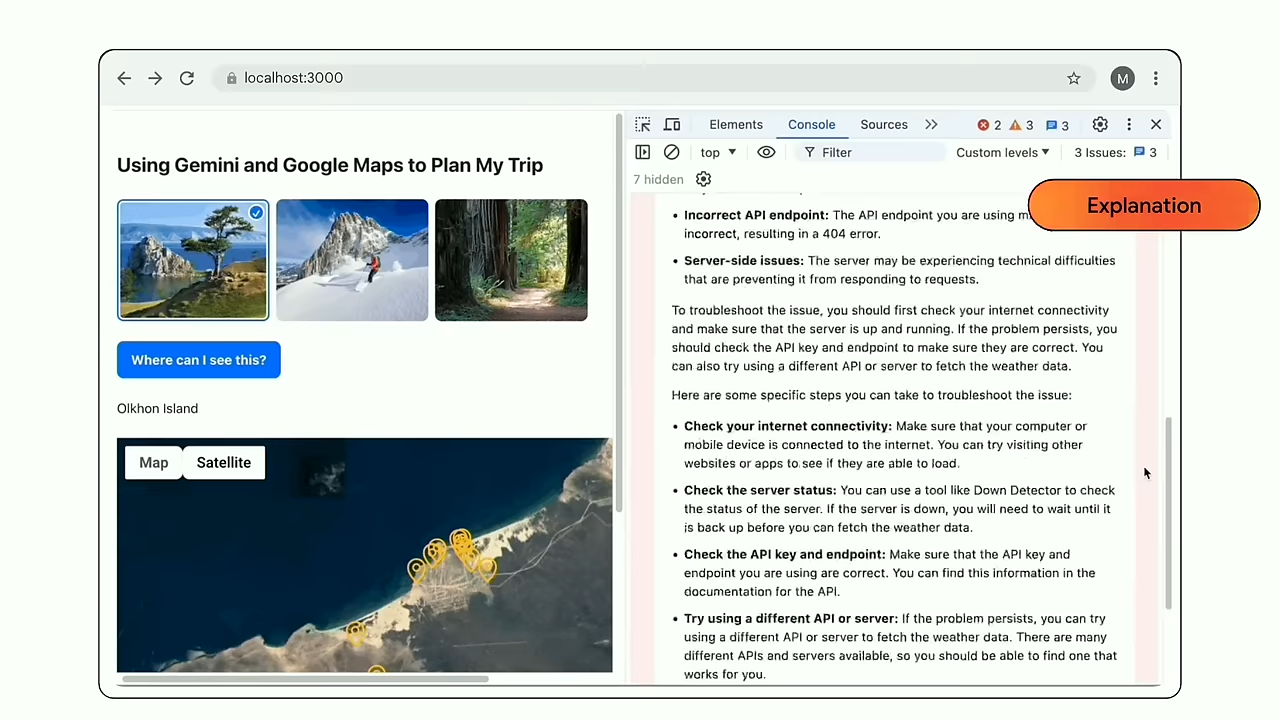 localhost:3000
M
Using Gemini and Google Maps to Plan My Trip
Where can I see this?
Olkhon Island
Map
Satellite
Elements
Console
Sources
2
3
3
top
Filter
Custom levels
3 Issues:
3
7 hidden
Explanation
• Incorrect API endpoint: The API endpoint you are using
incorrect, resulting in a 404 error.
• Server-side issues: The server may be experiencing technical difficulties
that are preventing it from responding to requests.
To troubleshoot the issue, you should first check your internet connectivity
and make sure that the server is up and running. If the problem persists, you
should check the API key and endpoint to make sure they are correct. You
can also try using a different API or server to fetch the weather data.
Here are some specific steps you can take to troubleshoot the issue:
• Check your internet connectivity: Make sure that your computer or
mobile device is connected to the internet. You can try visiting other
websites or apps to see if they are able to load.
• Check the server status: You can use a tool like Down Detector to check
the status of the server. If the server is down, you will need to wait until it
is back up before you can fetch the weather data.
• Check the API key and endpoint: Make sure that the API key and
endpoint you are using are correct. You can find this information in the
documentation for the API.
• Try using a different API or server: If the problem persists, you can try
using a different API or server to fetch the weather data. There are many
different APIs and servers available, so you should be able to find one that
works for you.